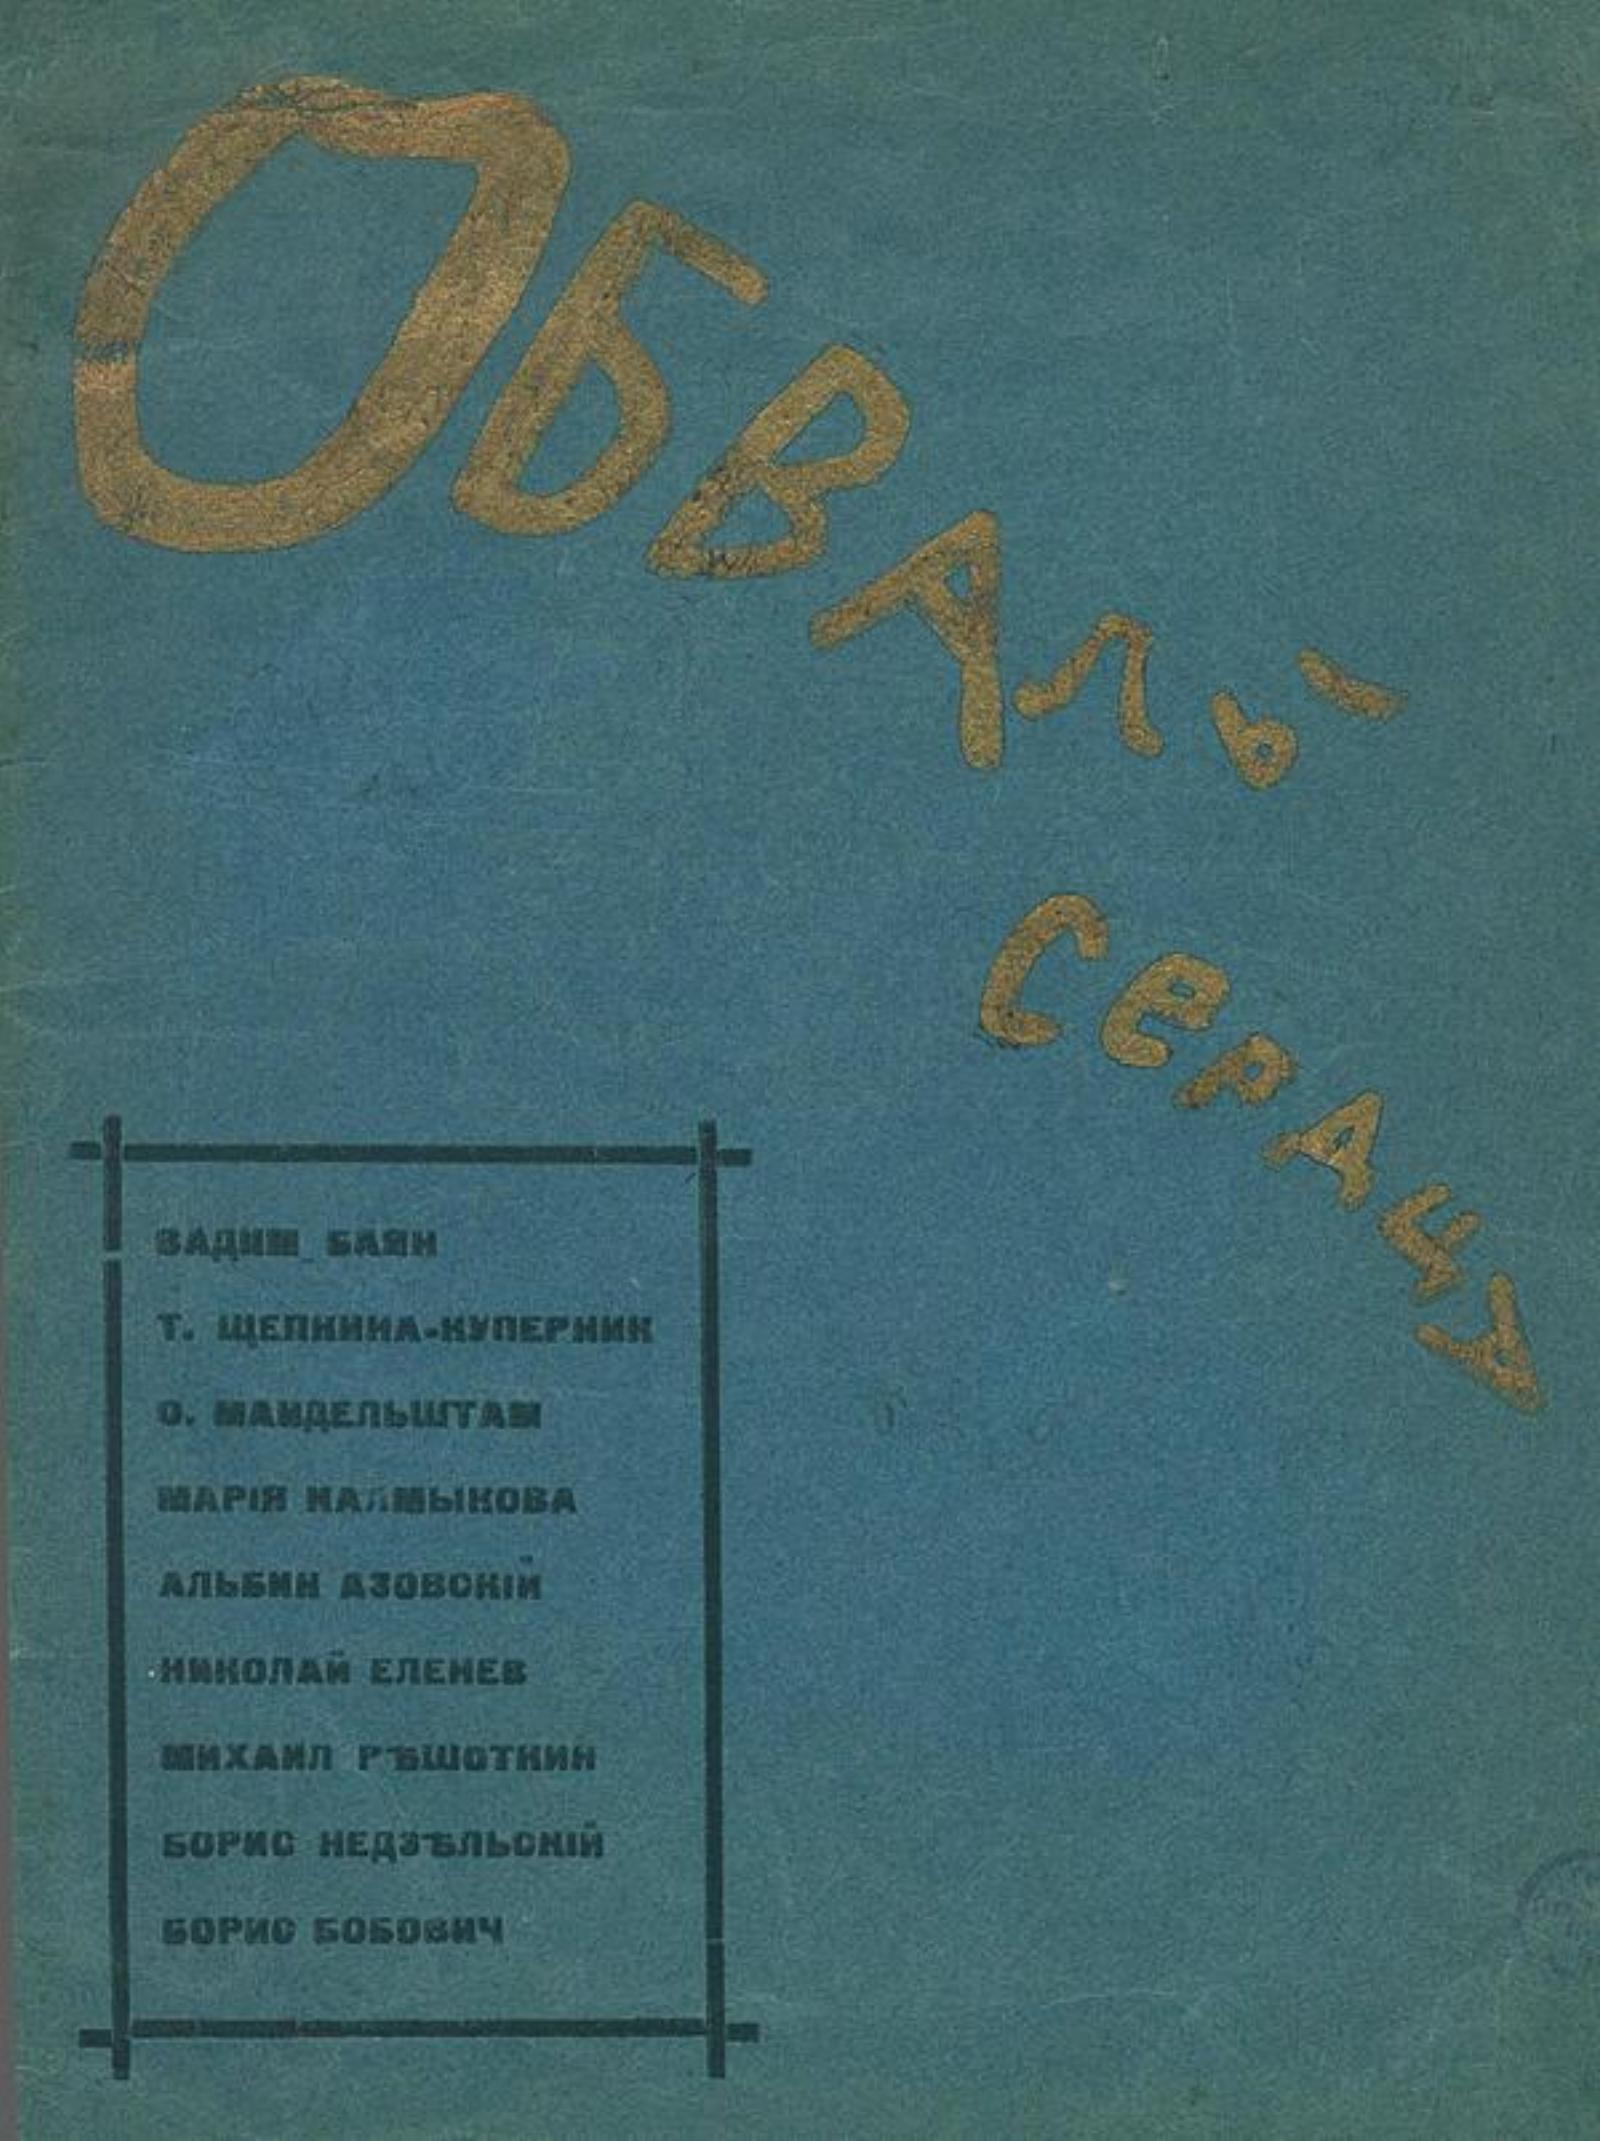 ОБВАЛЫ
сердца
ВАДИМ БАЯН
Т. ЩЕПКИНА-КУПЕРНИК
О. МАНДЕЛЬШТАМ
МАРІЯ КАЛМЫКОВА
АЛЬБИН АЗОВСКІЙ
НИКОЛАЙ ЕЛЕНЕВ
МИХАИЛ РѢШОТКИН
БОРИС НЕДЗѢЛЬСКІЙ
БОРИС БОБОВИЧ